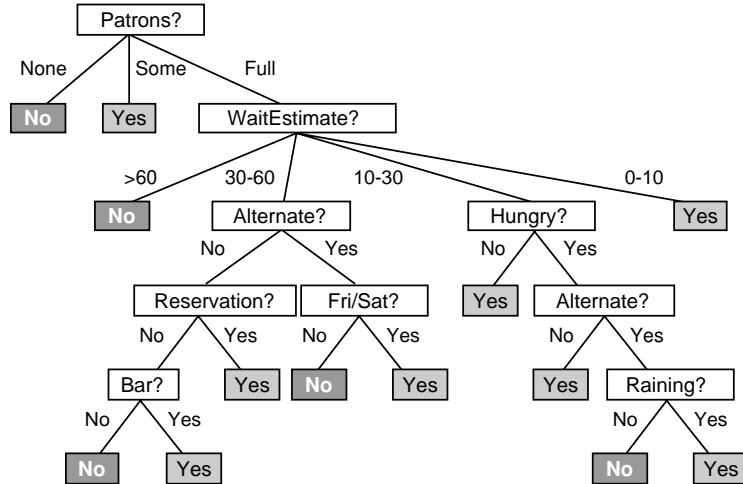 Patrons?
None Some Full
No Yes WaitEstimate?
>60 30-60 10-30 0-10
No Alternate? Hungry? Yes
No Yes No Yes
Reservation? Fri/Sat? Yes Alternate?
No Yes No Yes No Yes
Bar? Yes No Yes Yes Raining?
No Yes No Yes
No Yes No Yes